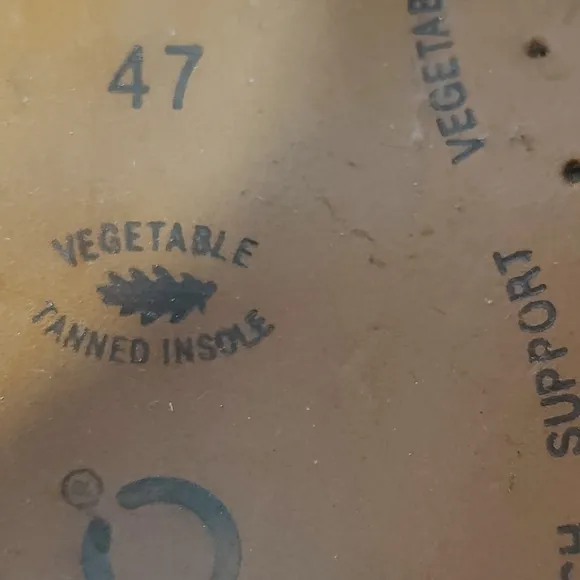 47
VEGETABLE
TANNED INSOLE
VEGETAB
SUPPORT
®